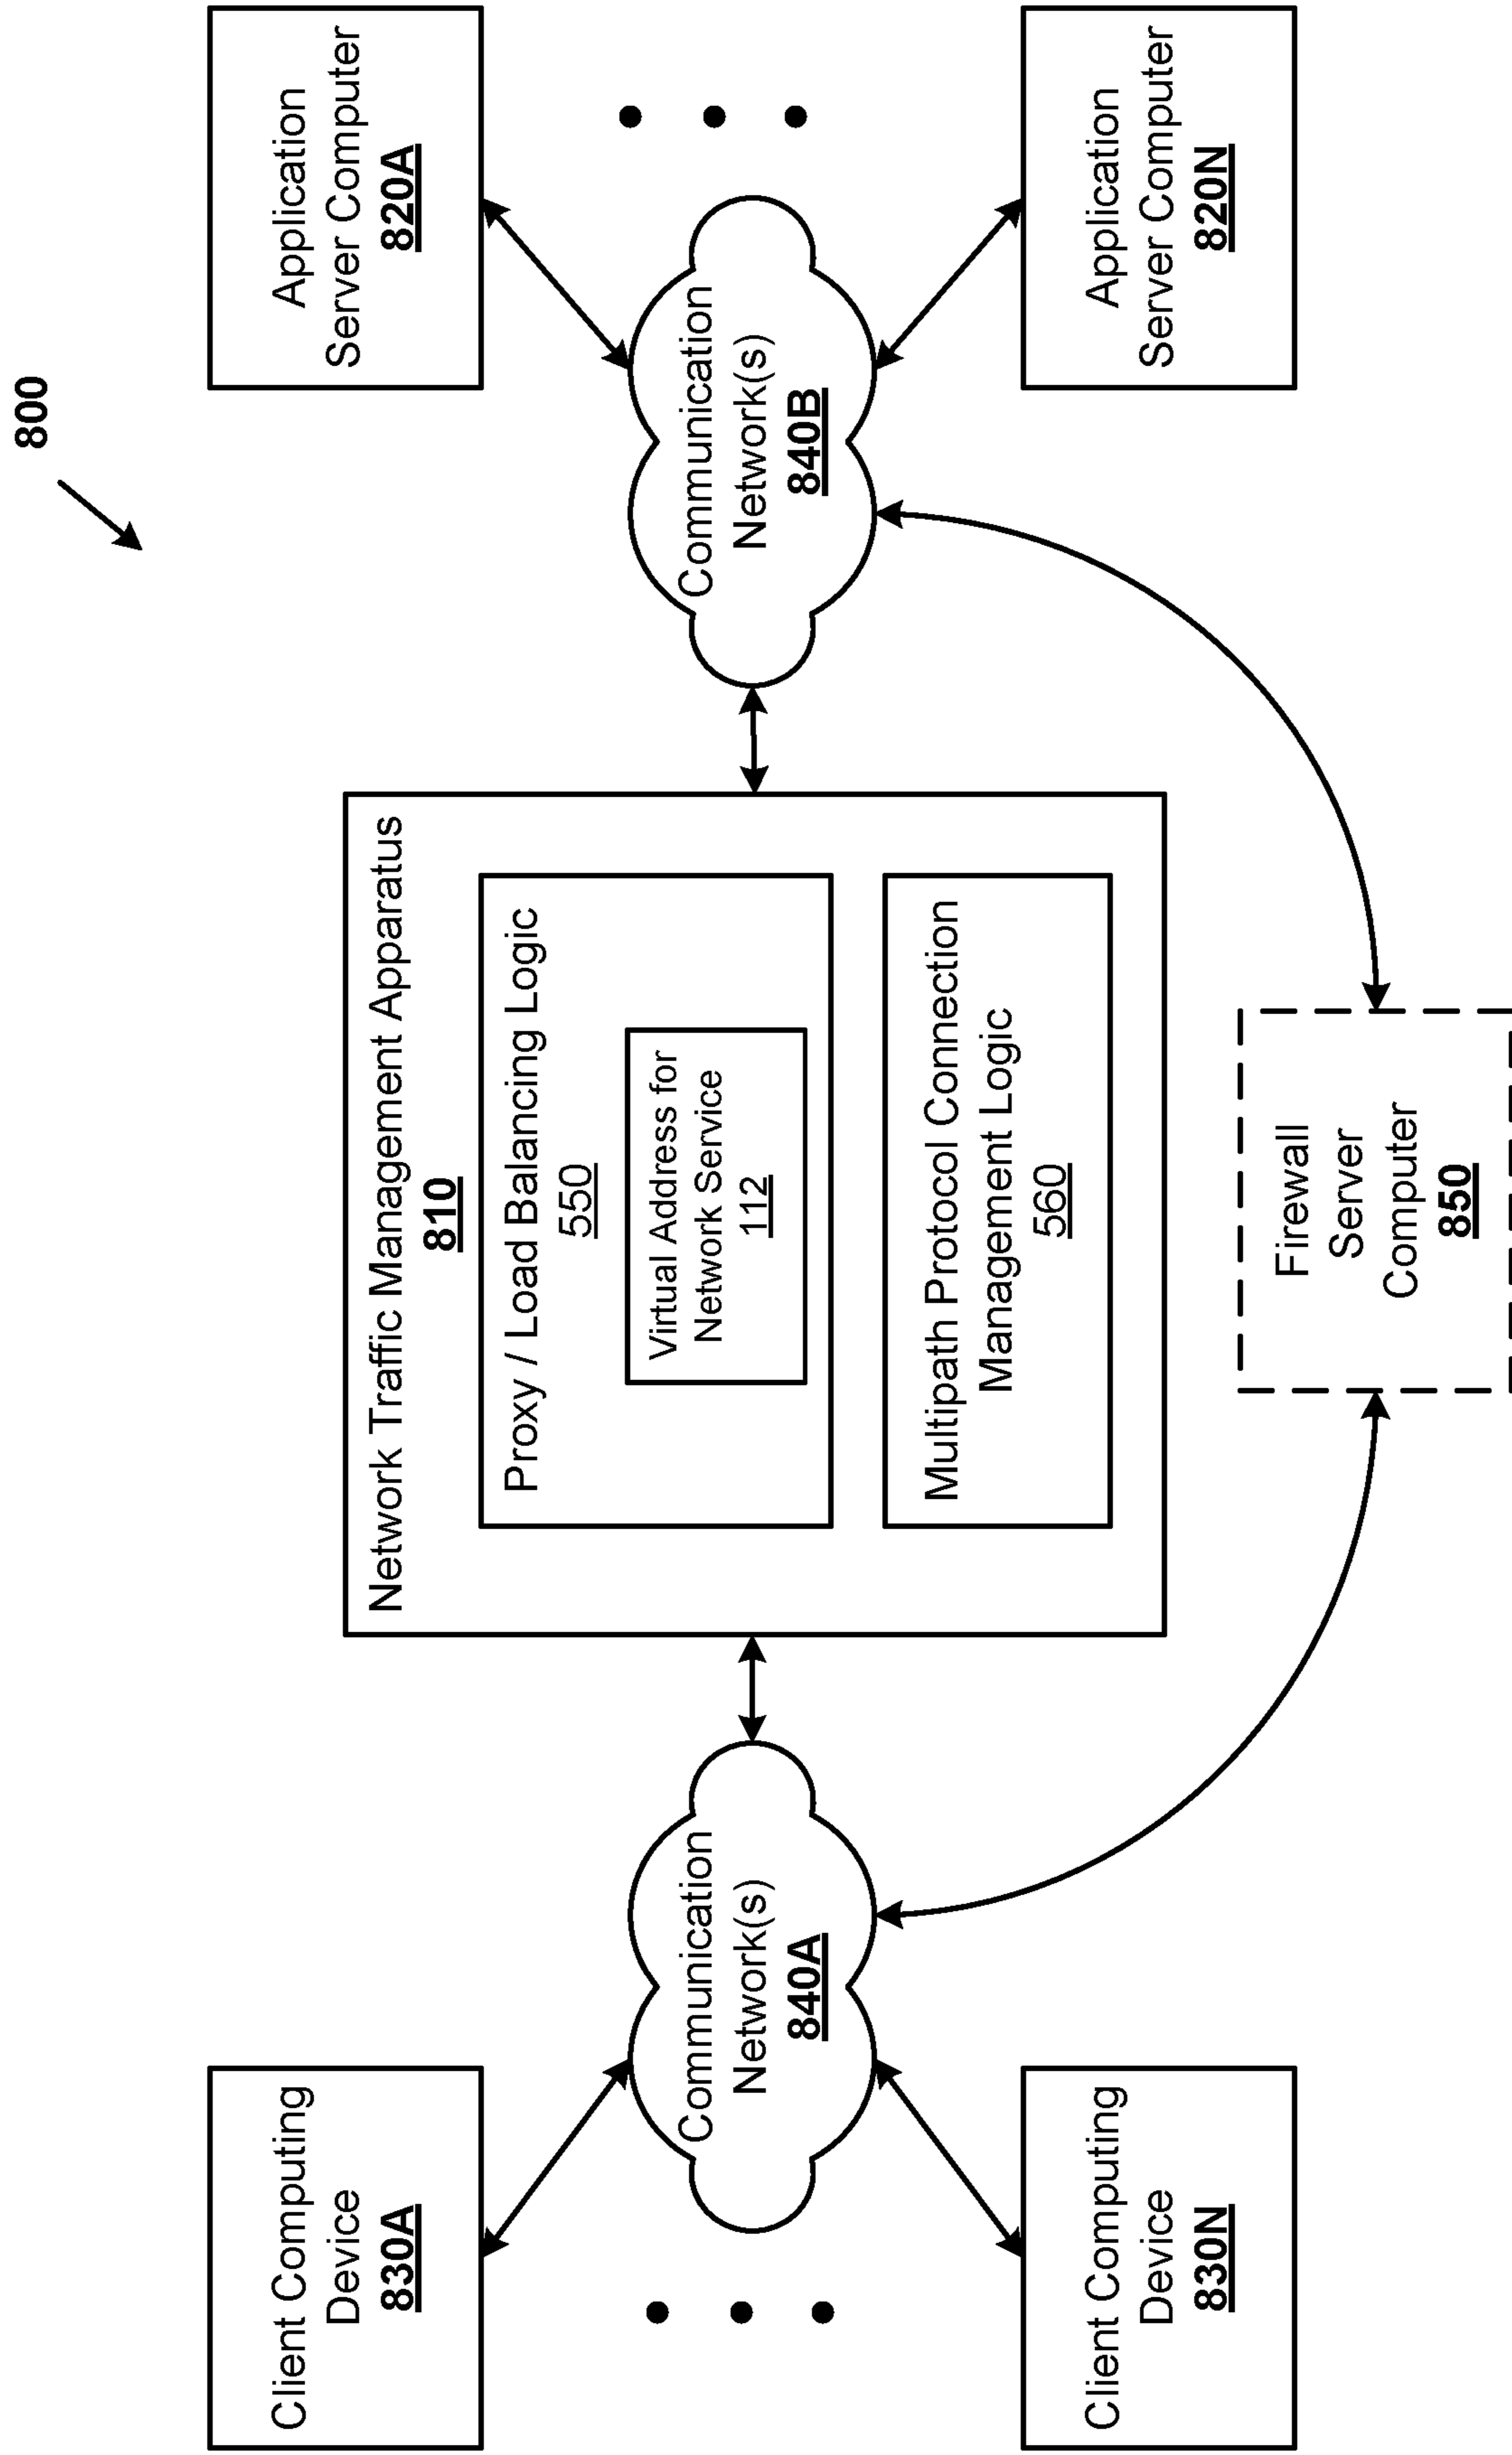 800
Client Computing
Device
830A
Client Computing
Device
830N
Communication
Network(s)
840A
Network Traffic Management Apparatus
810
Proxy / Load Balancing Logic
550
Virtual Address for
Network Service
112
Multipath Protocol Connection
Management Logic
560
Communication
Network(s)
840B
Application
Server Computer
820A
Application
Server Computer
820N
Firewall
Server
Computer
850